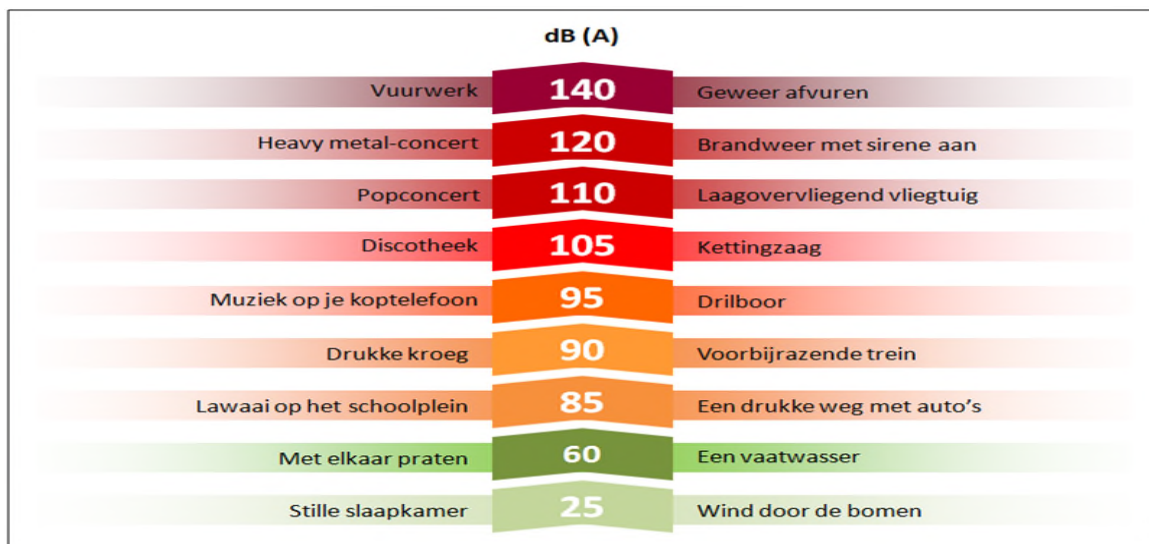 dB (A)
Vuurwerk 140 Geweer afvuren
Heavy metal-concert 120 Brandweer met sirene aan
Popconcert 110 Laagovervliegend vliegtuig
Discotheek 105 Kettingzaag
Muziek op je koptelefoon 95 Drilboor
Drukke kroeg 90 Voorbijrazende trein
Lawaai op het schoolplein 85 Een drukke weg met auto's
Met elkaar praten 60 Een vaatwasser
Stille slaapkamer 25 Wind door de bomen